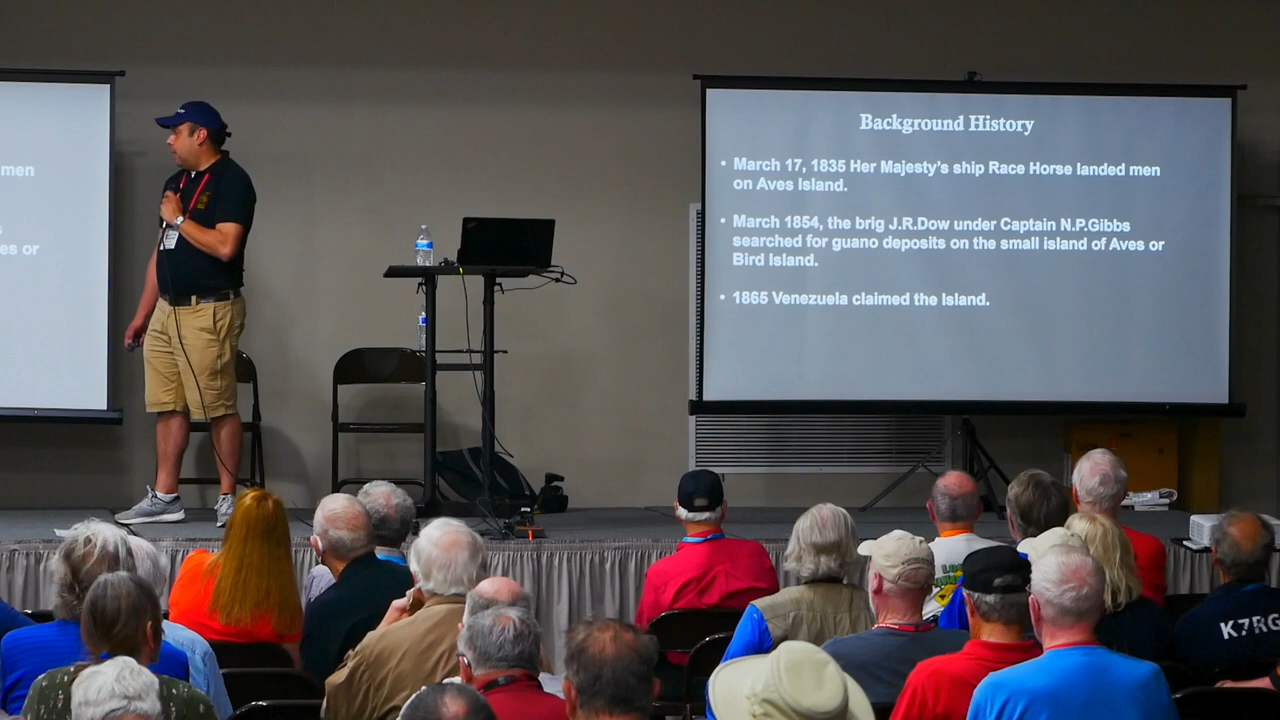 men
es or
Background History
• March 17, 1835 Her Majesty's ship Race Horse landed men
on Aves Island.
• March 1854, the brig J.R.Dow under Captain N.P.Gibbs
searched for guano deposits on the small island of Aves or
Bird Island.
• 1865 Venezuela claimed the Island.
K7RG